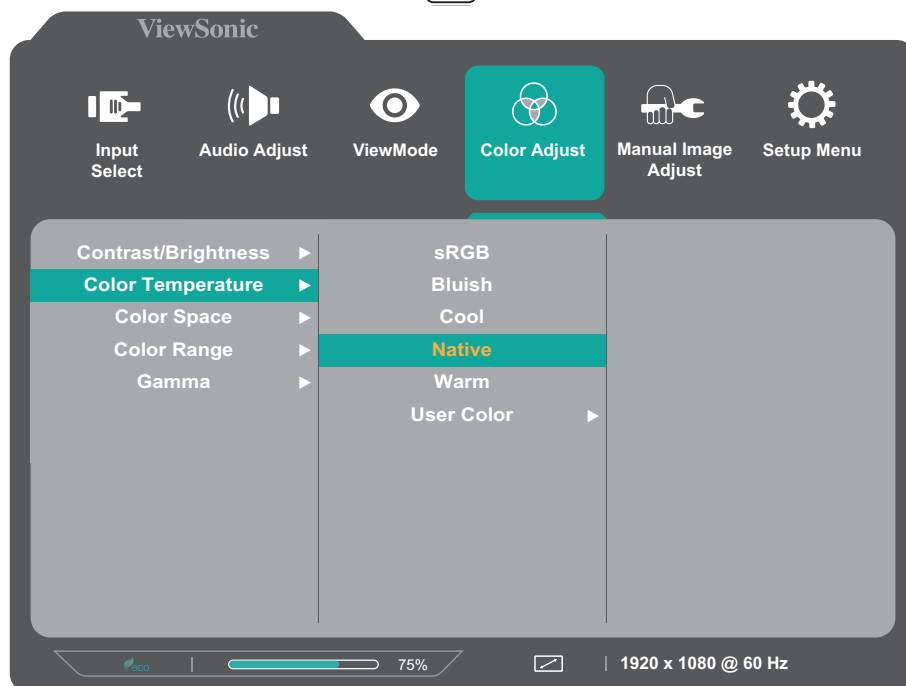 ViewSonic
Input
Select
Audio Adjust
ViewMode
Color Adjust
Manual Image
Adjust
Setup Menu
Contrast/Brightness
Color Temperature
Color Space
Color Range
Gamma
sRGB
Bluish
Cool
Native
Warm
User Color
eco
75%
1920 x 1080 @ 60 Hz